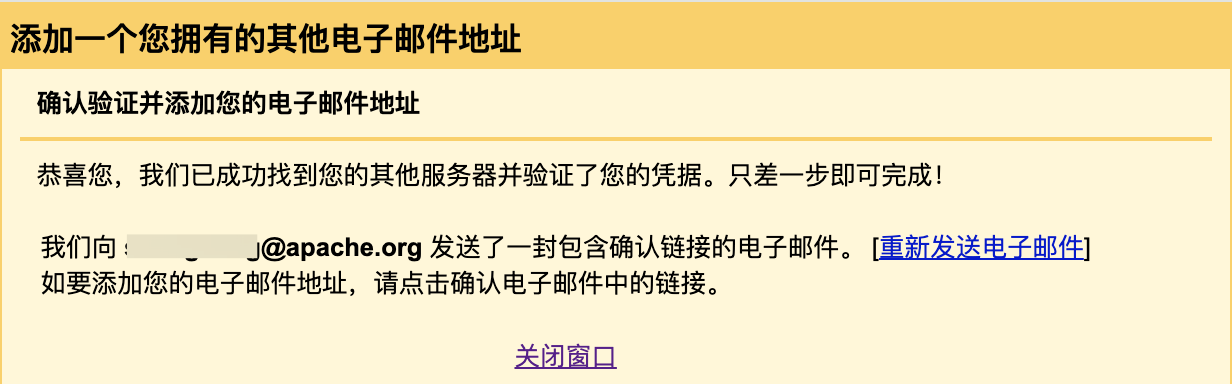 添加一个您拥有的其他电子邮件地址
确认验证并添加您的电子邮件地址
恭喜您，我们已成功找到您的其他服务器并验证了您的凭据。只差一步即可完成！
我们向 @apache.org 发送了一封包含确认链接的电子邮件。 [重新发送电子邮件]
如要添加您的电子邮件地址，请点击确认电子邮件中的链接。
关闭窗口